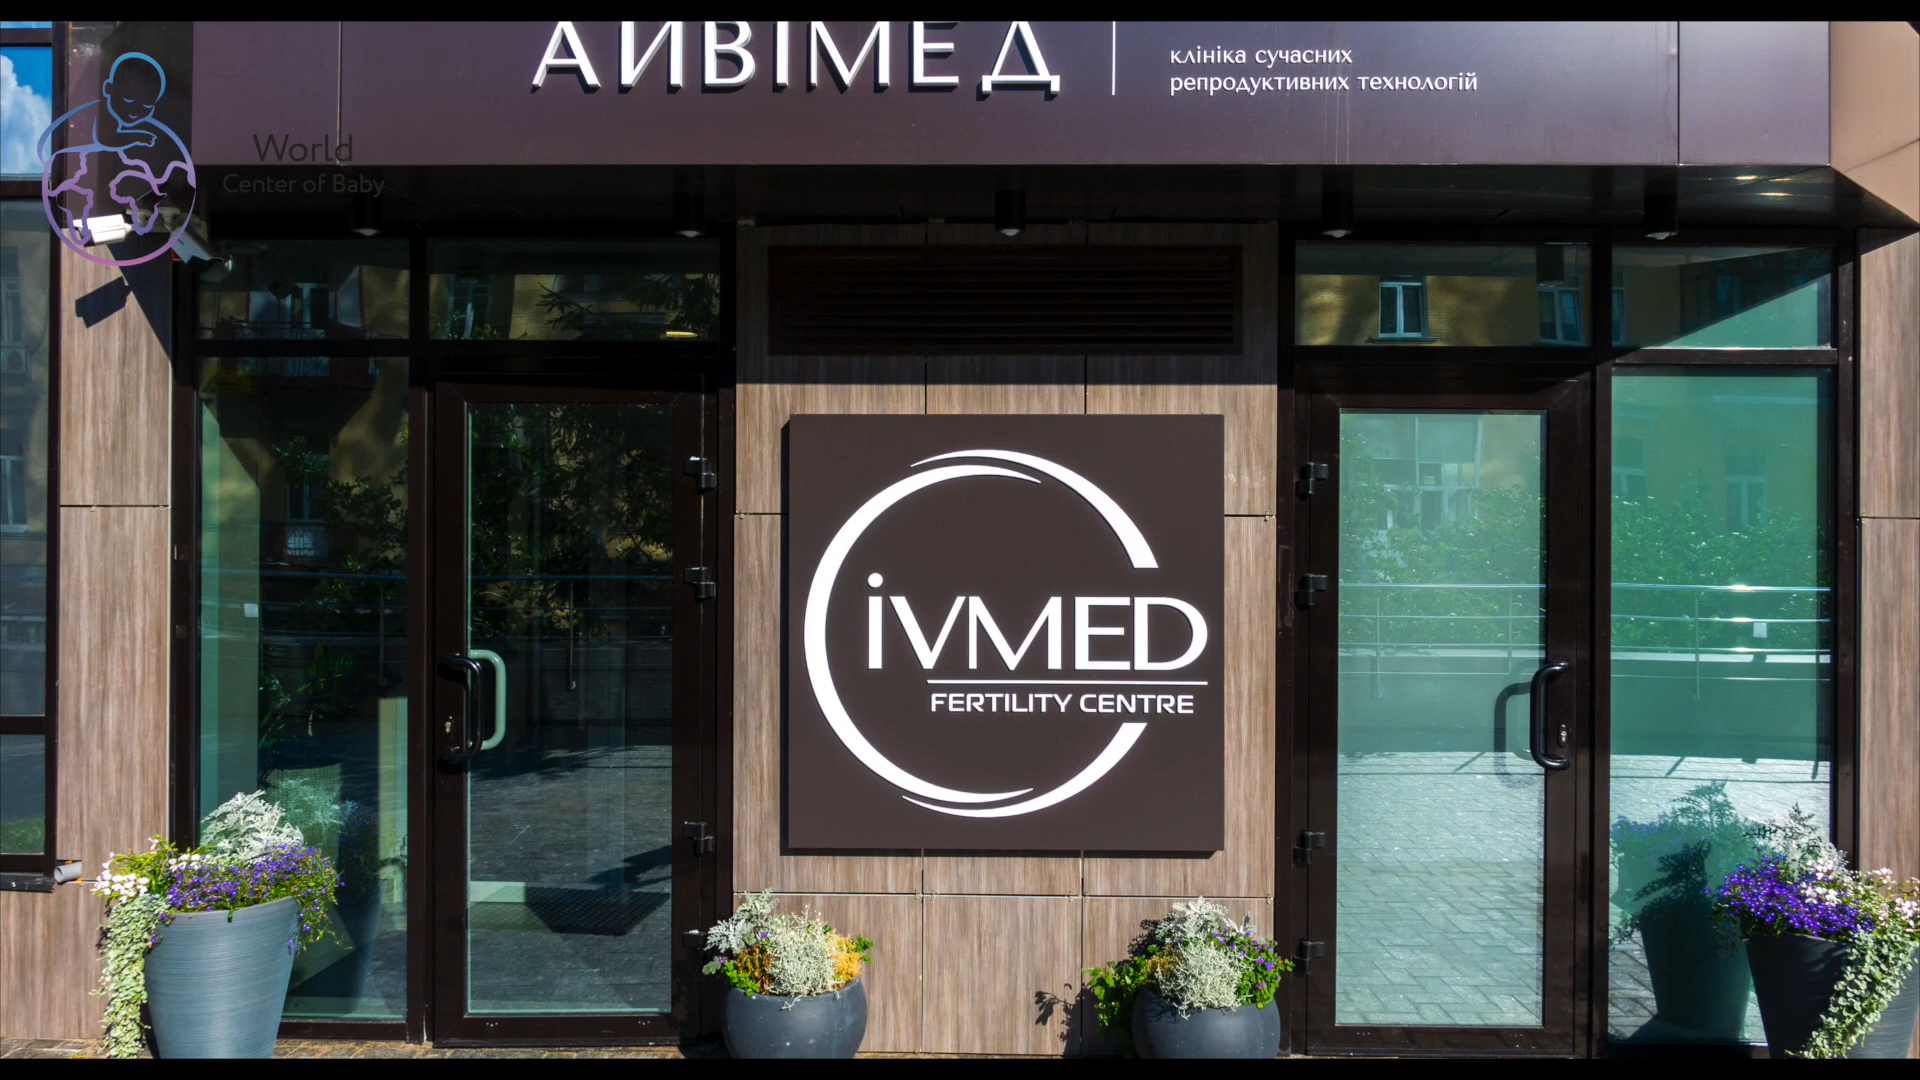 АЙВІМЕД
клініка сучасних
репродуктивних технологій
World
Center of Baby
iVMED
FERTILITY CENTRE